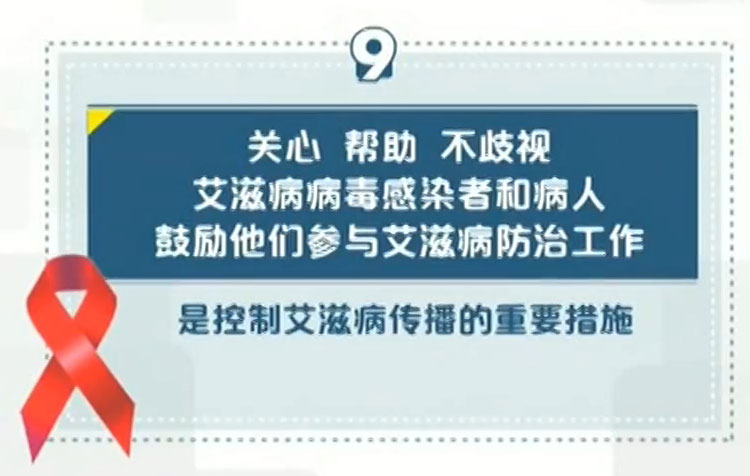 9
关心 帮助 不歧视
艾滋病病毒感染者和病人
鼓励他们参与艾滋病防治工作
是控制艾滋病传播的重要措施